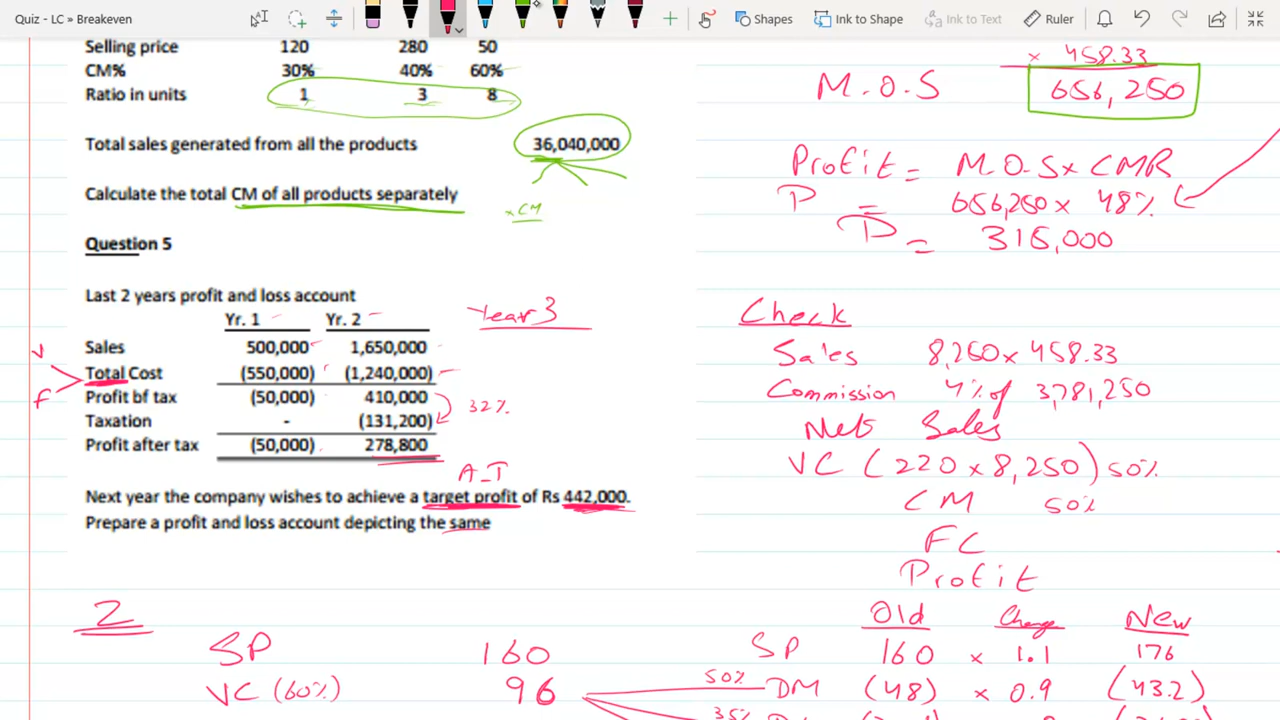 Quiz - LC » Breakeven
Shapes
Ink to Shape
Ink to Text
Ruler
Selling price 120 280 50
CM% 30% 40% 60%
Ratio in units 1 3 8
Total sales generated from all the products 36,040,000
Calculate the total CM of all products separately
×CM
Question 5
Last 2 years profit and loss account
Yr. 1 Yr. 2 Year 3
Sales 500,000 1,650,000
Total Cost (550,000) (1,240,000)
Profit bf tax (50,000) 410,000
Taxation - (131,200)
Profit after tax (50,000) 278,800
V
F
32%
A.T
Next year the company wishes to achieve a target profit of Rs 442,000.
Prepare a profit and loss account depicting the same
2
SP 160
VC (60%) 96
× 458.33
M.O.S 656,250
Profit = M.O.S × CMR
P = 656,250 × 48%
P = 315,000
Check
Sales 8,250 × 458.33
Commission 4% of 3,781,250
Net Sales
VC (220 × 8,250) 50%
CM 50%
FC
Profit
Old Change New
SP 160 × 1.1 176
50% DM (48) × 0.9 (43.2)
35%